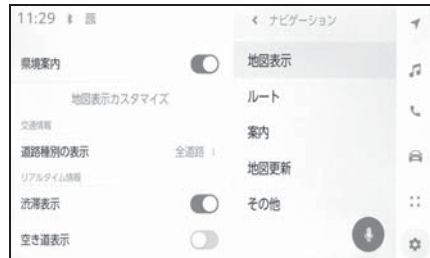 11:29
県境案内
地図表示カスタマイズ
交通情報
道路種別の表示 全道路
リアルタイム情報
渋滞表示
空き道表示
ナビゲーション
地図表示
ルート
案内
地図更新
その他